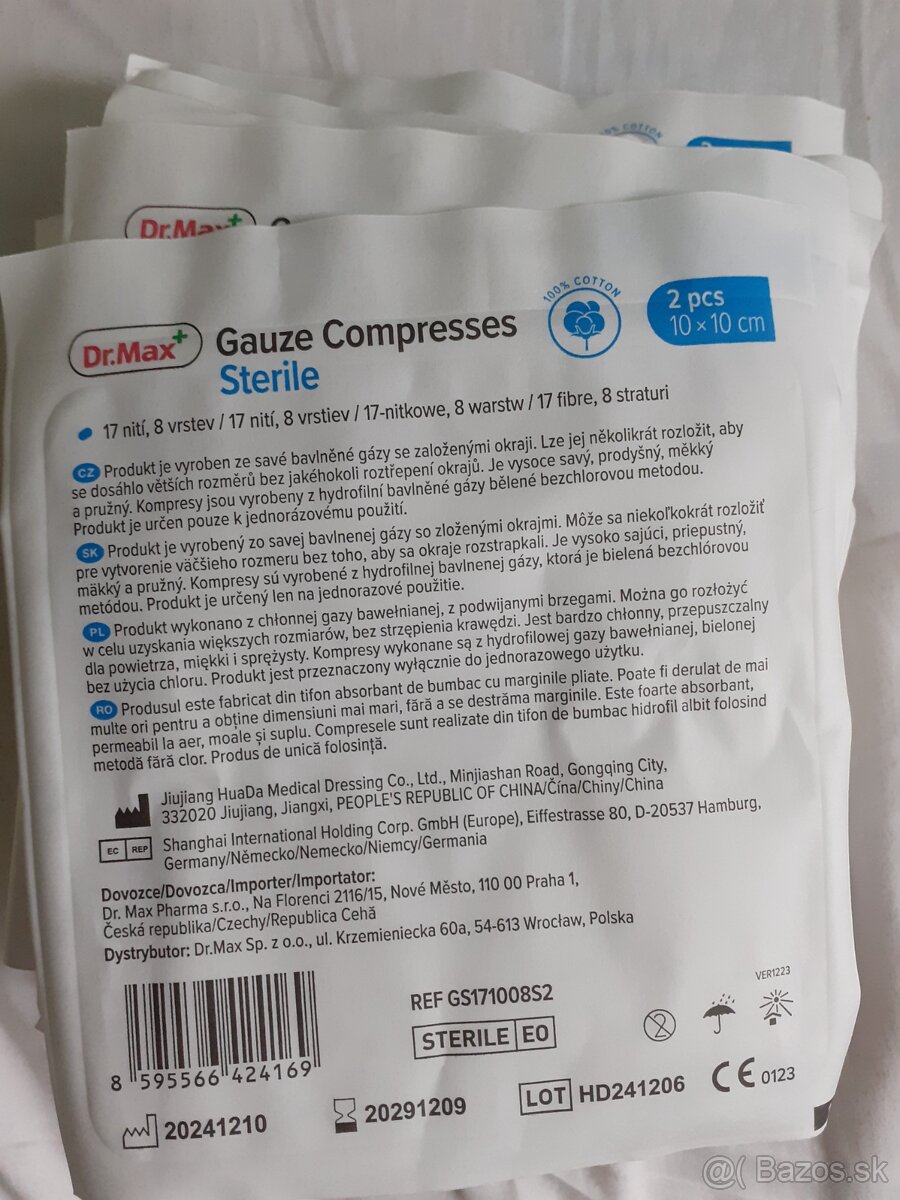 Dr.Max+
Dr.Max+ Gauze Compresses
Sterile
100% COTTON
2 pcs
10 × 10 cm
17 nití, 8 vrstev / 17 nití, 8 vrstiev / 17-nitkowe, 8 warstw / 17 fibre, 8 straturi
CZ Produkt je vyroben ze savé bavlněné gázy se založenými okraji. Lze jej několikrát rozložit, aby
se dosáhlo větších rozměrů bez jakéhokoli roztřepení okrajů. Je vysoce savý, prodyšný, měkký
a pružný. Kompresy jsou vyrobeny z hydrofilní bavlněné gázy bělené bezchlorovou metodou.
Produkt je určen pouze k jednorázovému použití.
SK Produkt je vyrobený zo savej bavlnenej gázy so zloženými okrajmi. Môže sa niekoľkokrát rozložiť
pre vytvorenie väčšieho rozmeru bez toho, aby sa okraje rozstrapkali. Je vysoko sajúci, priepustný,
mäkký a pružný. Kompresy sú vyrobené z hydrofilnej bavlnenej gázy, ktorá je bielená bezchlórovou
metódou. Produkt je určený len na jednorazové použitie.
PL Produkt wykonano z chłonnej gazy bawełnianej, z podwijanymi brzegami. Można go rozłożyć
w celu uzyskania większych rozmiarów, bez strzępienia krawędzi. Jest bardzo chłonny, przepuszczalny
dla powietrza, miękki i sprężysty. Kompresy wykonane są z hydrofilowej gazy bawełnianej, bielonej
bez użycia chloru. Produkt jest przeznaczony wyłącznie do jednorazowego użytku.
RO Produsul este fabricat din tifon absorbant de bumbac cu marginile pliate. Poate fi derulat de mai
multe ori pentru a obține dimensiuni mai mari, fără a se destrăma marginile. Este foarte absorbant,
permeabil la aer, moale și suplu. Compresele sunt realizate din tifon de bumbac hidrofil albit folosind
metodă fără clor. Produs de unică folosință.
Jiujiang HuaDa Medical Dressing Co., Ltd., Minjiashan Road, Gongqing City,
332020 Jiujiang, Jiangxi, PEOPLE'S REPUBLIC OF CHINA/Čína/Chiny/China
EC REP Shanghai International Holding Corp. GmbH (Europe), Eiffestrasse 80, D-20537 Hamburg,
Germany/Německo/Nemecko/Niemcy/Germania
Dovozce/Dovozca/Importer/Importator:
Dr. Max Pharma s.r.o., Na Florenci 2116/15, Nové Město, 110 00 Praha 1,
Česká republika/Czechy/Republica Cehă
Dystrybutor: Dr.Max Sp. z o.o., ul. Krzemieniecka 60a, 54-613 Wrocław, Polska
VER1223
REF GS171008S2
STERILE EO
2
8 595566 424169
20241210
20291209
LOT HD241206
CE 0123
@( Bazos.sk